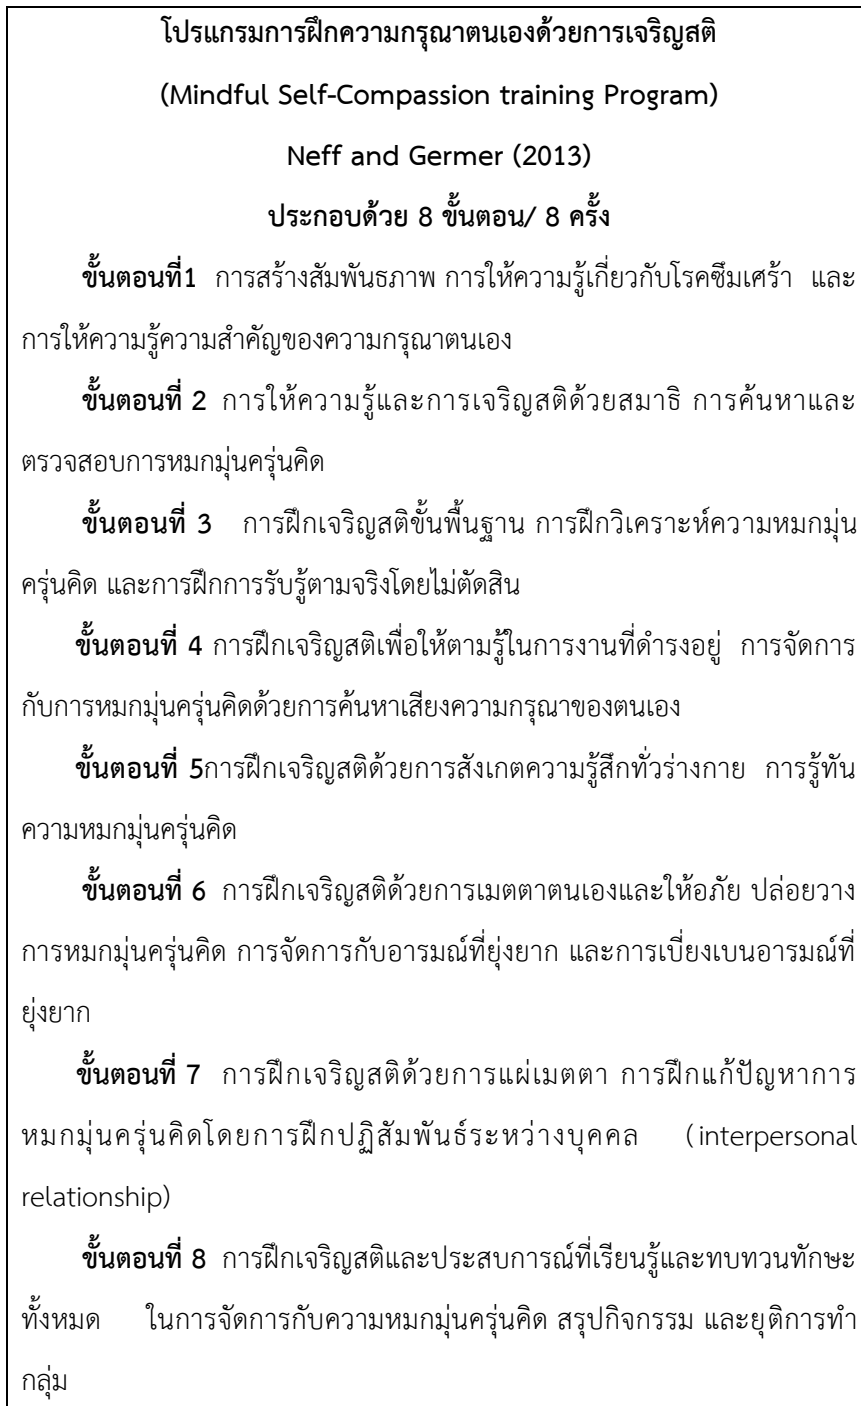 โปรแกรมการฝึกความกรุณาตนเองด้วยการเจริญสติ
(Mindful Self-Compassion training Program)
Neff and Germer (2013)
ประกอบด้วย 8 ขั้นตอน/ 8 ครั้ง
ขั้นตอนที่1 การสร้างสัมพันธภาพ การให้ความรู้เกี่ยวกับโรคซึมเศร้า และ
การให้ความรู้ความสำคัญของความกรุณาตนเอง
ขั้นตอนที่ 2 การให้ความรู้และการเจริญสติด้วยสมาธิ การค้นหาและ
ตรวจสอบการหมกมุ่นครุ่นคิด
ขั้นตอนที่ 3 การฝึกเจริญสติขั้นพื้นฐาน การฝึกวิเคราะห์ความหมกมุ่น
ครุ่นคิด และการฝึกการรับรู้ตามจริงโดยไม่ตัดสิน
ขั้นตอนที่ 4 การฝึกเจริญสติเพื่อให้ตามรู้ในการงานที่ดำรงอยู่ การจัดการ
กับการหมกมุ่นครุ่นคิดด้วยการค้นหาเสียงความกรุณาของตนเอง
ขั้นตอนที่ 5การฝึกเจริญสติด้วยการสังเกตความรู้สึกทั่วร่างกาย การรู้ทัน
ความหมกมุ่นครุ่นคิด
ขั้นตอนที่ 6 การฝึกเจริญสติด้วยการเมตตาตนเองและให้อภัย ปล่อยวาง
การหมกมุ่นครุ่นคิด การจัดการกับอารมณ์ที่ยุ่งยาก และการเบี่ยงเบนอารมณ์ที่
ยุ่งยาก
ขั้นตอนที่ 7 การฝึกเจริญสติด้วยการแผ่เมตตา การฝึกแก้ปัญหาการ
หมกมุ่นครุ่นคิดโดยการฝึกปฏิสัมพันธ์ระหว่างบุคคล (interpersonal
relationship)
ขั้นตอนที่ 8 การฝึกเจริญสติและประสบการณ์ที่เรียนรู้และทบทวนทักษะ
ทั้งหมด ในการจัดการกับความหมกมุ่นครุ่นคิด สรุปกิจกรรม และยุติการทำ
กลุ่ม